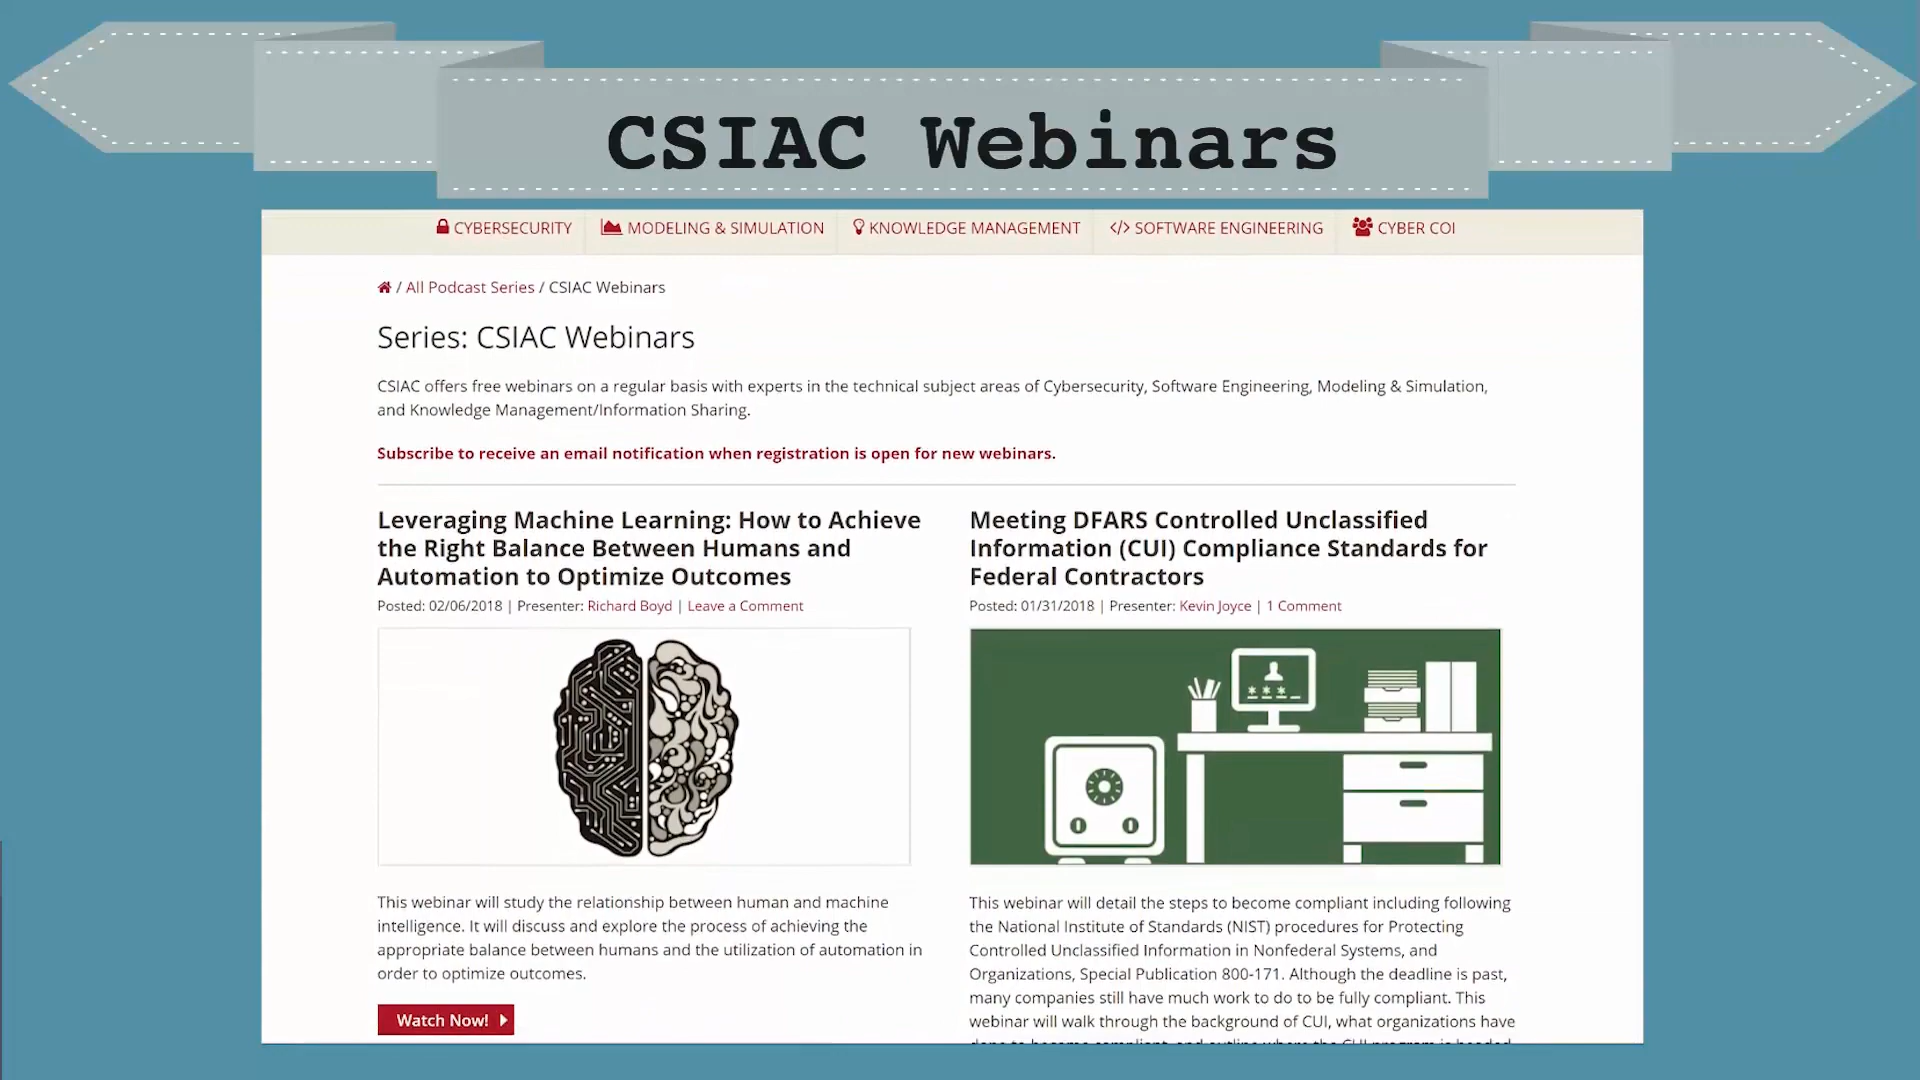 CSIAC Webinars
CYBERSECURITY MODELING & SIMULATION KNOWLEDGE MANAGEMENT </> SOFTWARE ENGINEERING CYBER COI
/ All Podcast Series / CSIAC Webinars
Series: CSIAC Webinars
CSIAC offers free webinars on a regular basis with experts in the technical subject areas of Cybersecurity, Software Engineering, Modeling & Simulation,
and Knowledge Management/Information Sharing.
Subscribe to receive an email notification when registration is open for new webinars.
Leveraging Machine Learning: How to Achieve
the Right Balance Between Humans and
Automation to Optimize Outcomes
Posted: 02/06/2018 | Presenter: Richard Boyd | Leave a Comment
This webinar will study the relationship between human and machine
intelligence. It will discuss and explore the process of achieving the
appropriate balance between humans and the utilization of automation in
order to optimize outcomes.
Watch Now!
Meeting DFARS Controlled Unclassified
Information (CUI) Compliance Standards for
Federal Contractors
Posted: 01/31/2018 | Presenter: Kevin Joyce | 1 Comment
This webinar will detail the steps to become compliant including following
the National Institute of Standards (NIST) procedures for Protecting
Controlled Unclassified Information in Nonfederal Systems, and
Organizations, Special Publication 800-171. Although the deadline is past,
many companies still have much work to do to be fully compliant. This
webinar will walk through the background of CUI, what organizations have